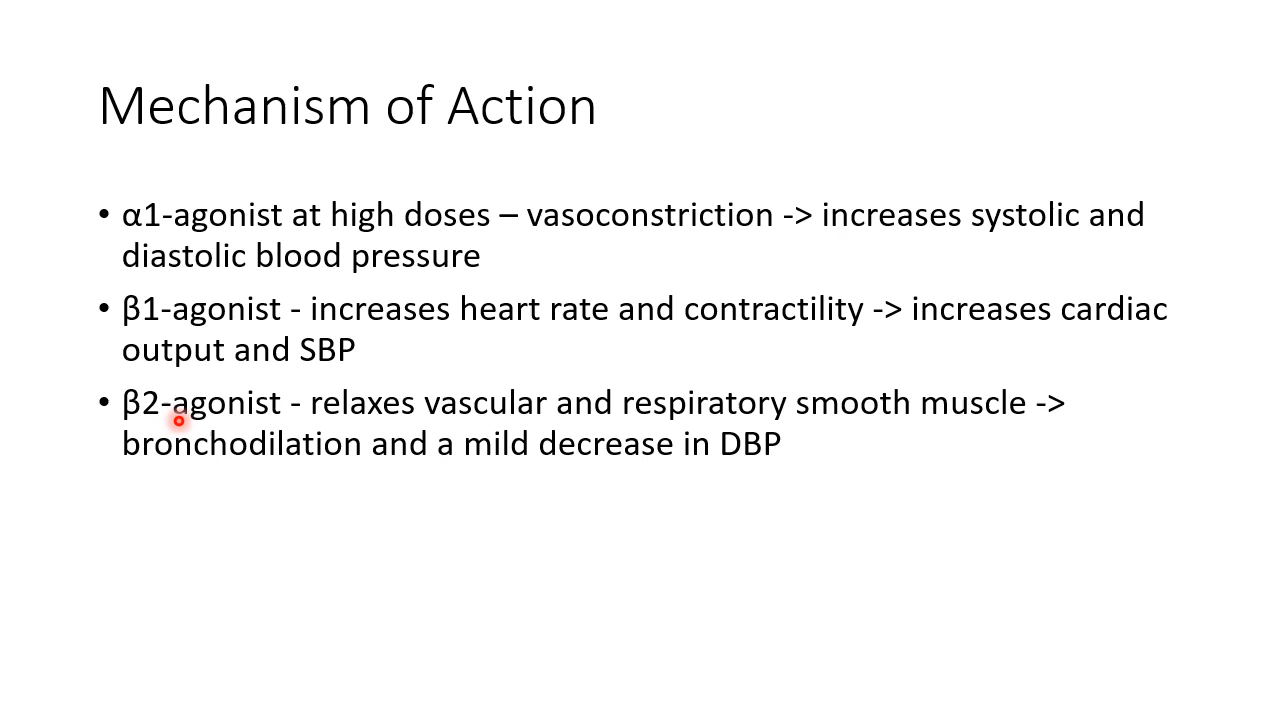 Mechanism of Action
• α1-agonist at high doses – vasoconstriction -> increases systolic and
diastolic blood pressure
• β1-agonist - increases heart rate and contractility -> increases cardiac
output and SBP
• β2-agonist - relaxes vascular and respiratory smooth muscle ->
bronchodilation and a mild decrease in DBP